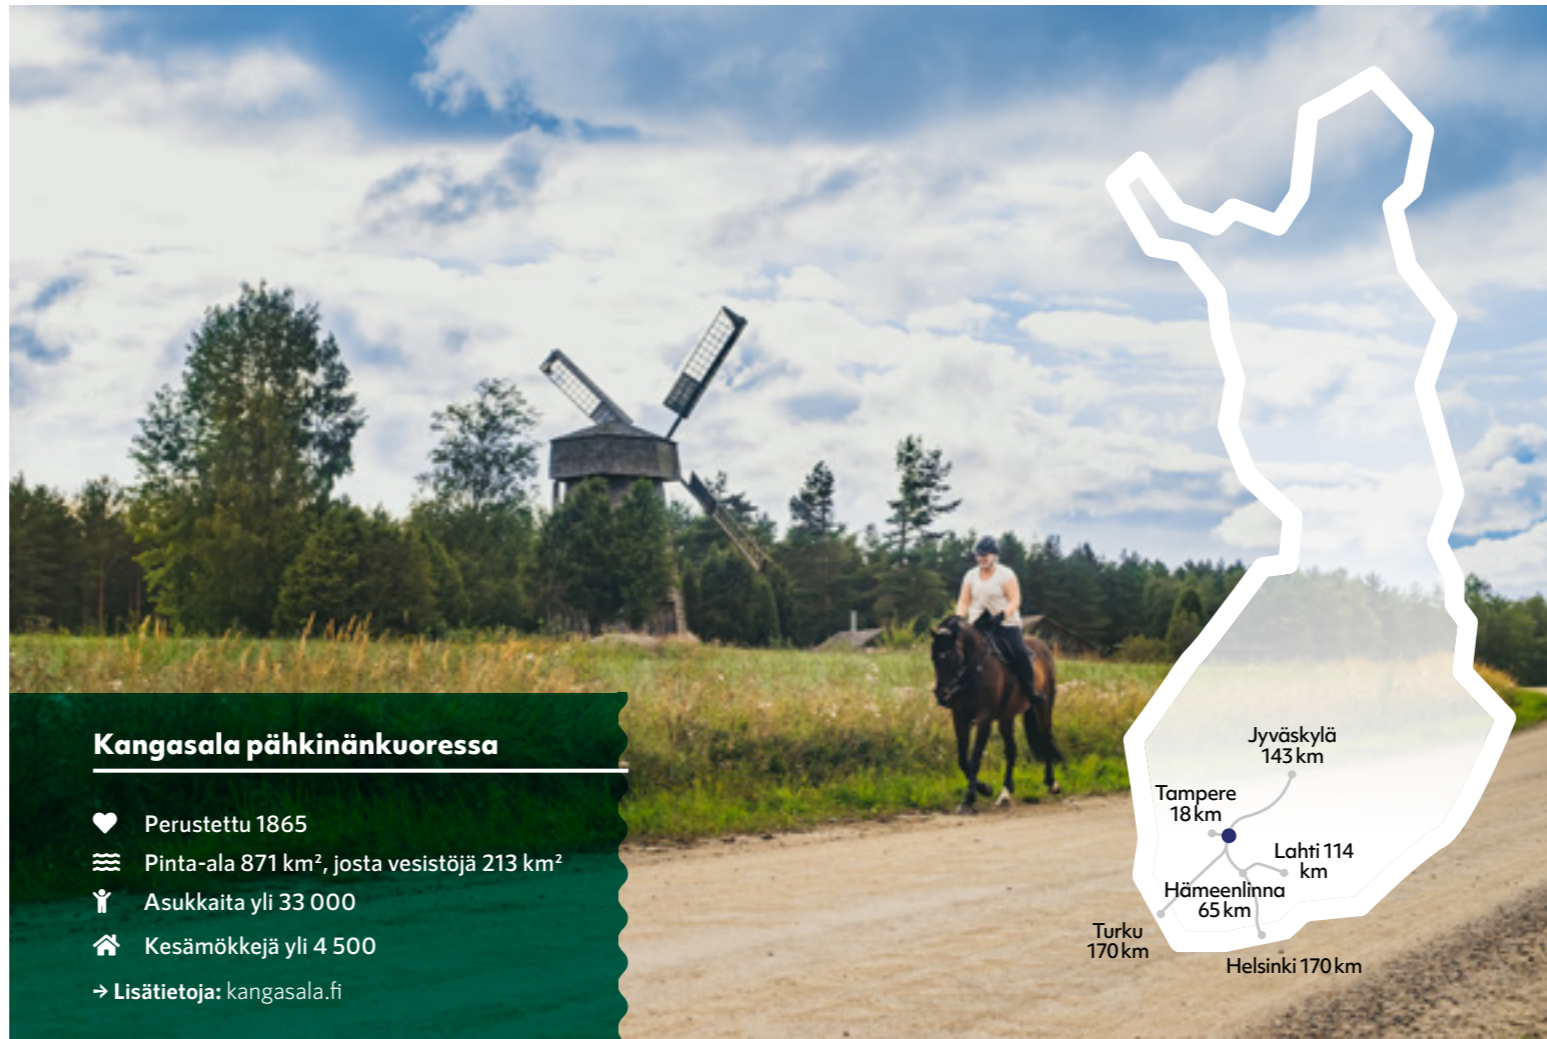 Kangasala pähkinänkuoressa
Perustettu 1865
Pinta-ala 871 km², josta vesistöjä 213 km²
Asukkaita yli 33 000
Kesämökkejä yli 4 500
→ Lisätietoja: kangasala.fi
Jyväskylä
143 km
Tampere
18 km
Lahti 114
km
Hämeenlinna
65 km
Turku
170 km
Helsinki 170 km